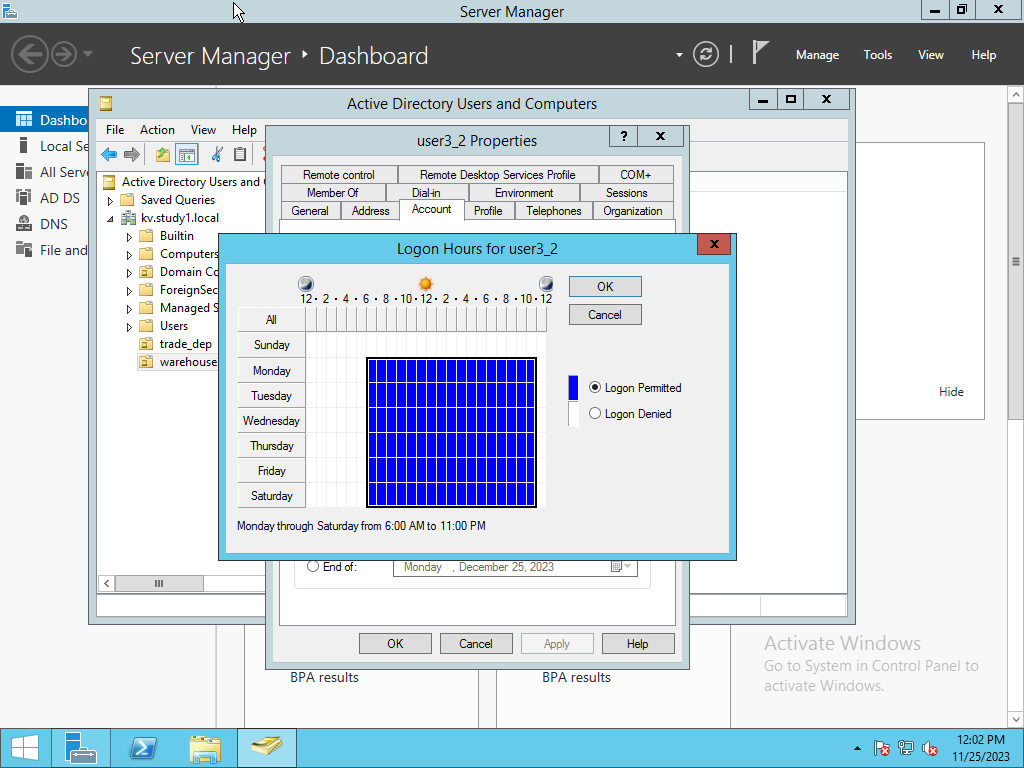 Server Manager
Server Manager • Dashboard
Manage Tools View Help
Dashbo
Local Se
All Serve
AD DS
DNS
File and
Active Directory Users and Computers
File Action View Help
Active Directory Users and
Saved Queries
kv.study1.local
Builtin
Computers
Domain Co
ForeignSec
Managed S
Users
trade_dep
warehouse
user3_2 Properties
?
Remote control Remote Desktop Services Profile COM+
Member Of Dial-in Environment Sessions
General Address Account Profile Telephones Organization
Logon Hours for user3_2
12 • 2 • 4 • 6 • 8 • 10 • 12 • 2 • 4 • 6 • 8 • 10 • 12
All
Sunday
Monday
Tuesday
Wednesday
Thursday
Friday
Saturday
OK
Cancel
Logon Permitted
Logon Denied
Monday through Saturday from 6:00 AM to 11:00 PM
End of: Monday , December 25, 2023
OK Cancel Apply Help
Hide
BPA results BPA results
Activate Windows
Go to System in Control Panel to
activate Windows.
12:02 PM
11/25/2023